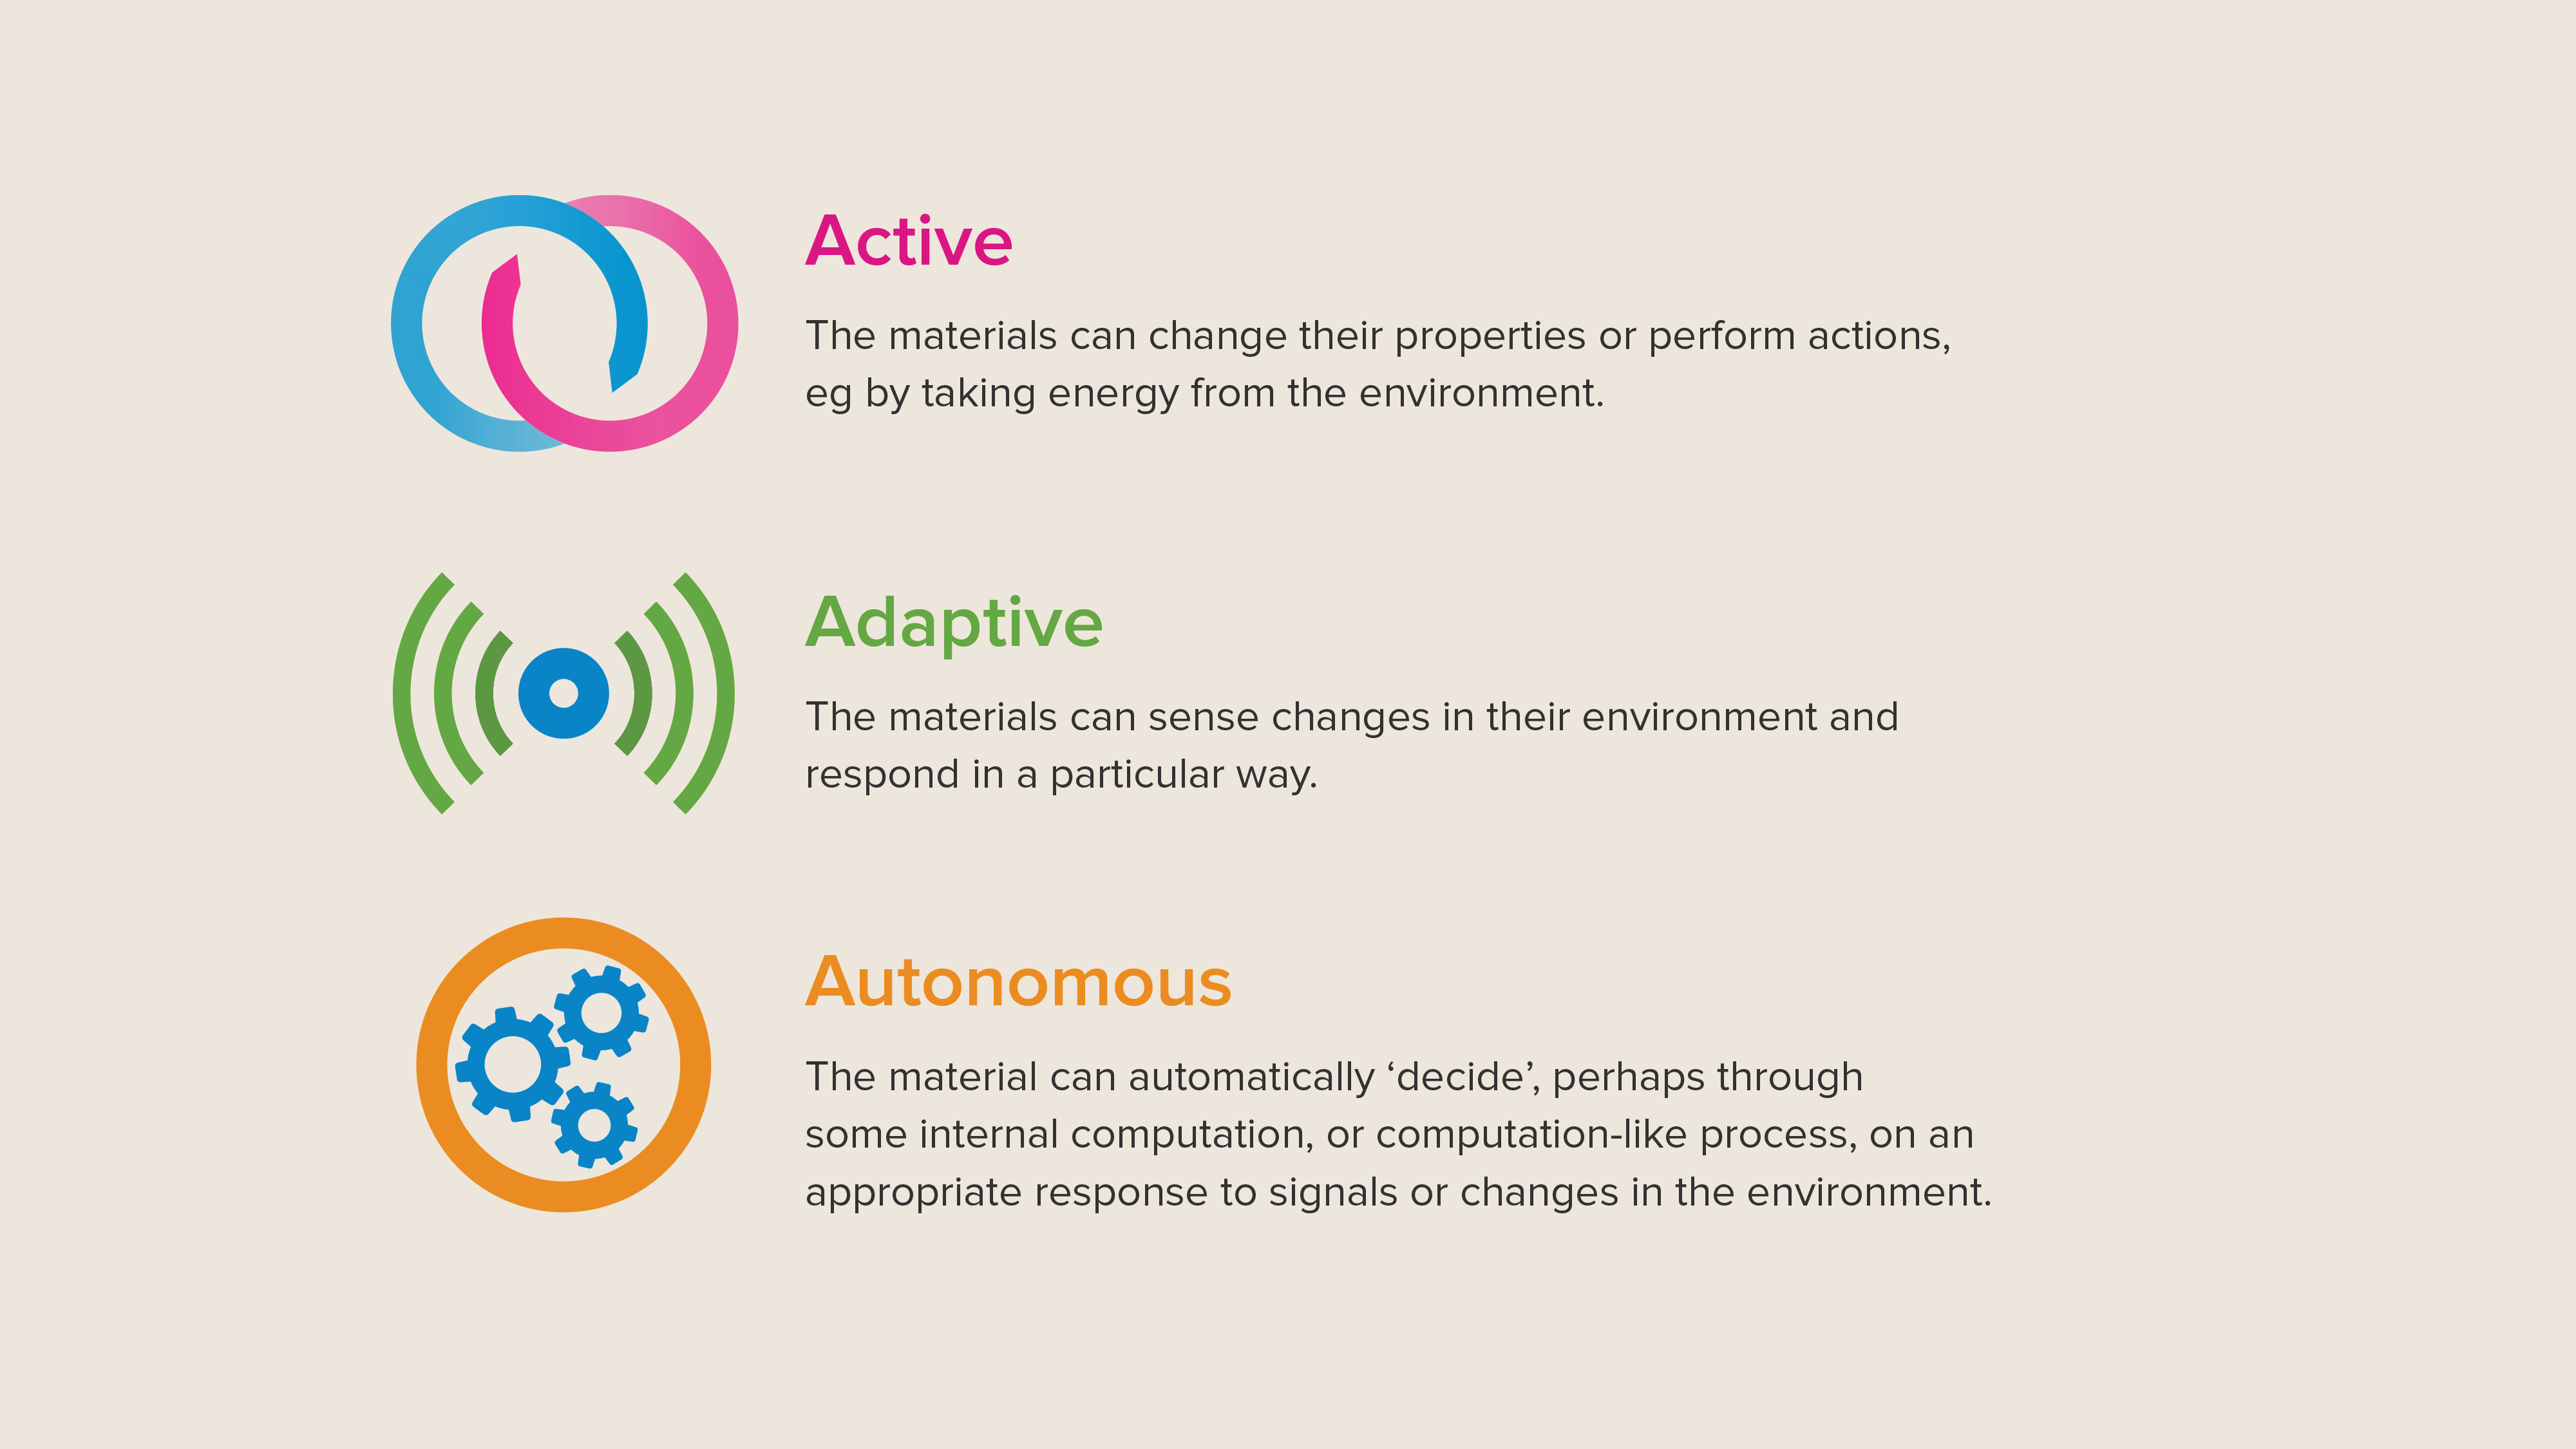 Active
The materials can change their properties or perform actions,
eg by taking energy from the environment.
Adaptive
The materials can sense changes in their environment and
respond in a particular way.
Autonomous
The material can automatically ‘decide’, perhaps through
some internal computation, or computation-like process, on an
appropriate response to signals or changes in the environment.